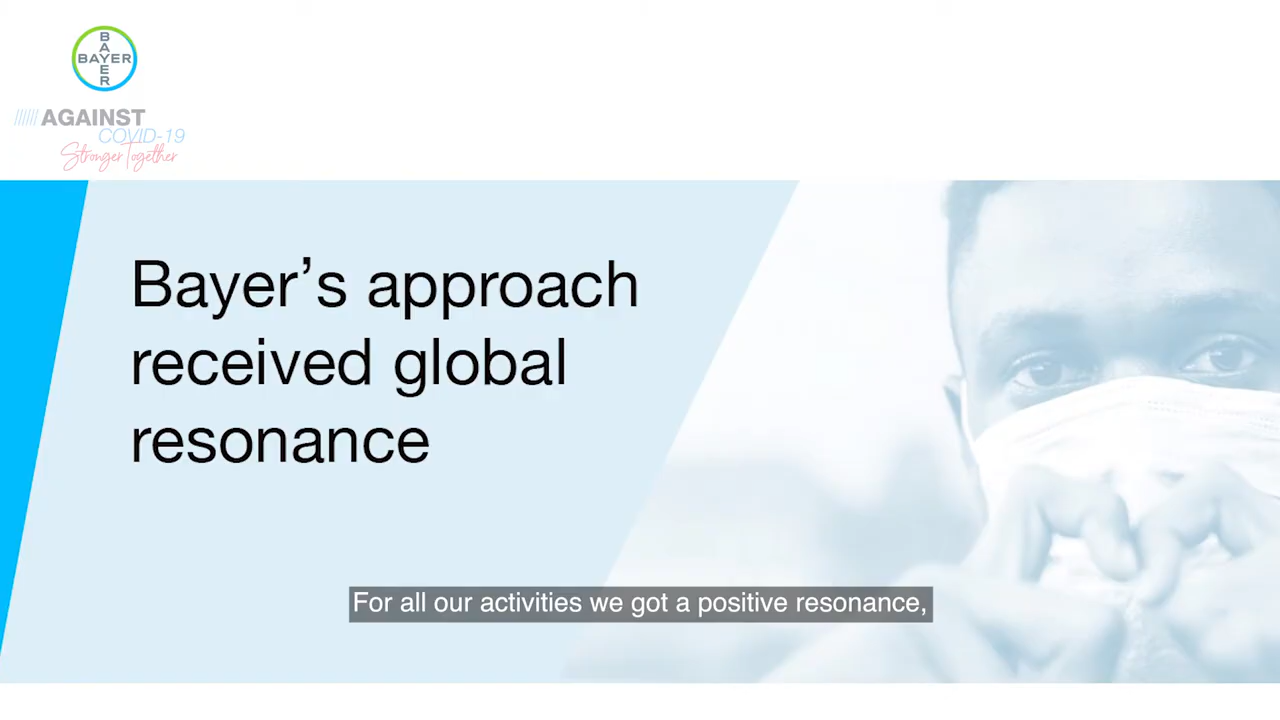 BAYER
BAYER
AGAINST
COVID-19
Stronger Together
Bayer’s approach
received global
resonance
For all our activities we got a positive resonance,